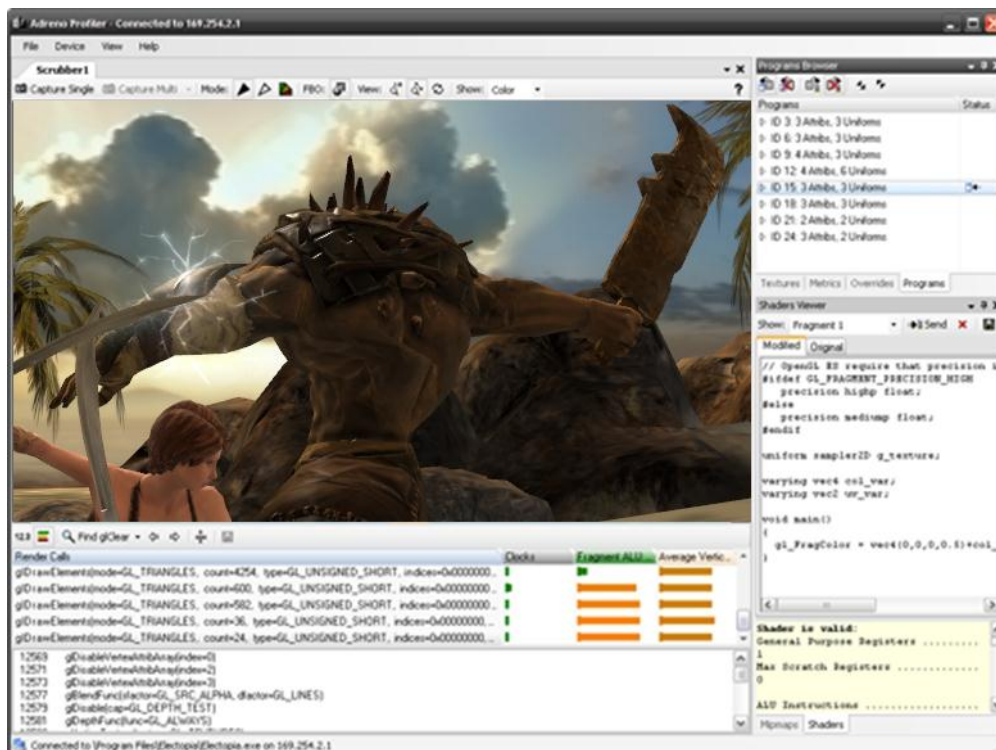 Adreno Profiler - Connected to 169.254.2.1
File Device View Help
Scrubber1
Capture Single Capture Multi Mode: FBO: View: Show: Color ?
Programs Browser
Programs Status
ID 3: 3 Attribs, 3 Uniforms
ID 6: 3 Attribs, 3 Uniforms
ID 9: 4 Attribs, 3 Uniforms
ID 12: 4 Attribs, 6 Uniforms
ID 15: 3 Attribs, 3 Uniforms
ID 18: 3 Attribs, 3 Uniforms
ID 21: 2 Attribs, 2 Uniforms
ID 24: 3 Attribs, 2 Uniforms
Textures Metrics Overrides Programs
Shaders Viewer
Show: Fragment 1 Send
Modified Original
// OpenGL ES require that precision
#ifdef GL_FRAGMENT_PRECISION_HIGH
precision highp float;
#else
precision mediump float;
#endif
uniform sampler2D g_texture;
varying vec4 col_var;
varying vec2 uv_var;
void main()
{
gl_FragColor = vec4(0,0,0,0.5)*col_
}
Shader is valid:
General Purpose Registers .........
1
Max Scratch Registers .............
0
ALU Instructions ..................
Mipmaps Shaders
12.3 Find glClear
Render Calls Clocks Fragment ALU... Average Vertic...
glDrawElements(mode=GL_TRIANGLES, count=4254, type=GL_UNSIGNED_SHORT, indices=0x0000000...
glDrawElements(mode=GL_TRIANGLES, count=600, type=GL_UNSIGNED_SHORT, indices=0x00000000...
glDrawElements(mode=GL_TRIANGLES, count=582, type=GL_UNSIGNED_SHORT, indices=0x00000000...
glDrawElements(mode=GL_TRIANGLES, count=36, type=GL_UNSIGNED_SHORT, indices=0x00000000,...
glDrawElements(mode=GL_TRIANGLES, count=24, type=GL_UNSIGNED_SHORT, indices=0x00000000,...
12569 glDisableVertexAttribArray(index=0)
12571 glDisableVertexAttribArray(index=2)
12573 glDisableVertexAttribArray(index=3)
12577 glBlendFunc(sfactor=GL_SRC_ALPHA, dfactor=GL_LINES)
12579 glDisable(cap=GL_DEPTH_TEST)
12581 glDepthFunc(func=GL_ALWAYS)
Connected to \Program Files\Electopia\Electopia.exe on 169.254.2.1